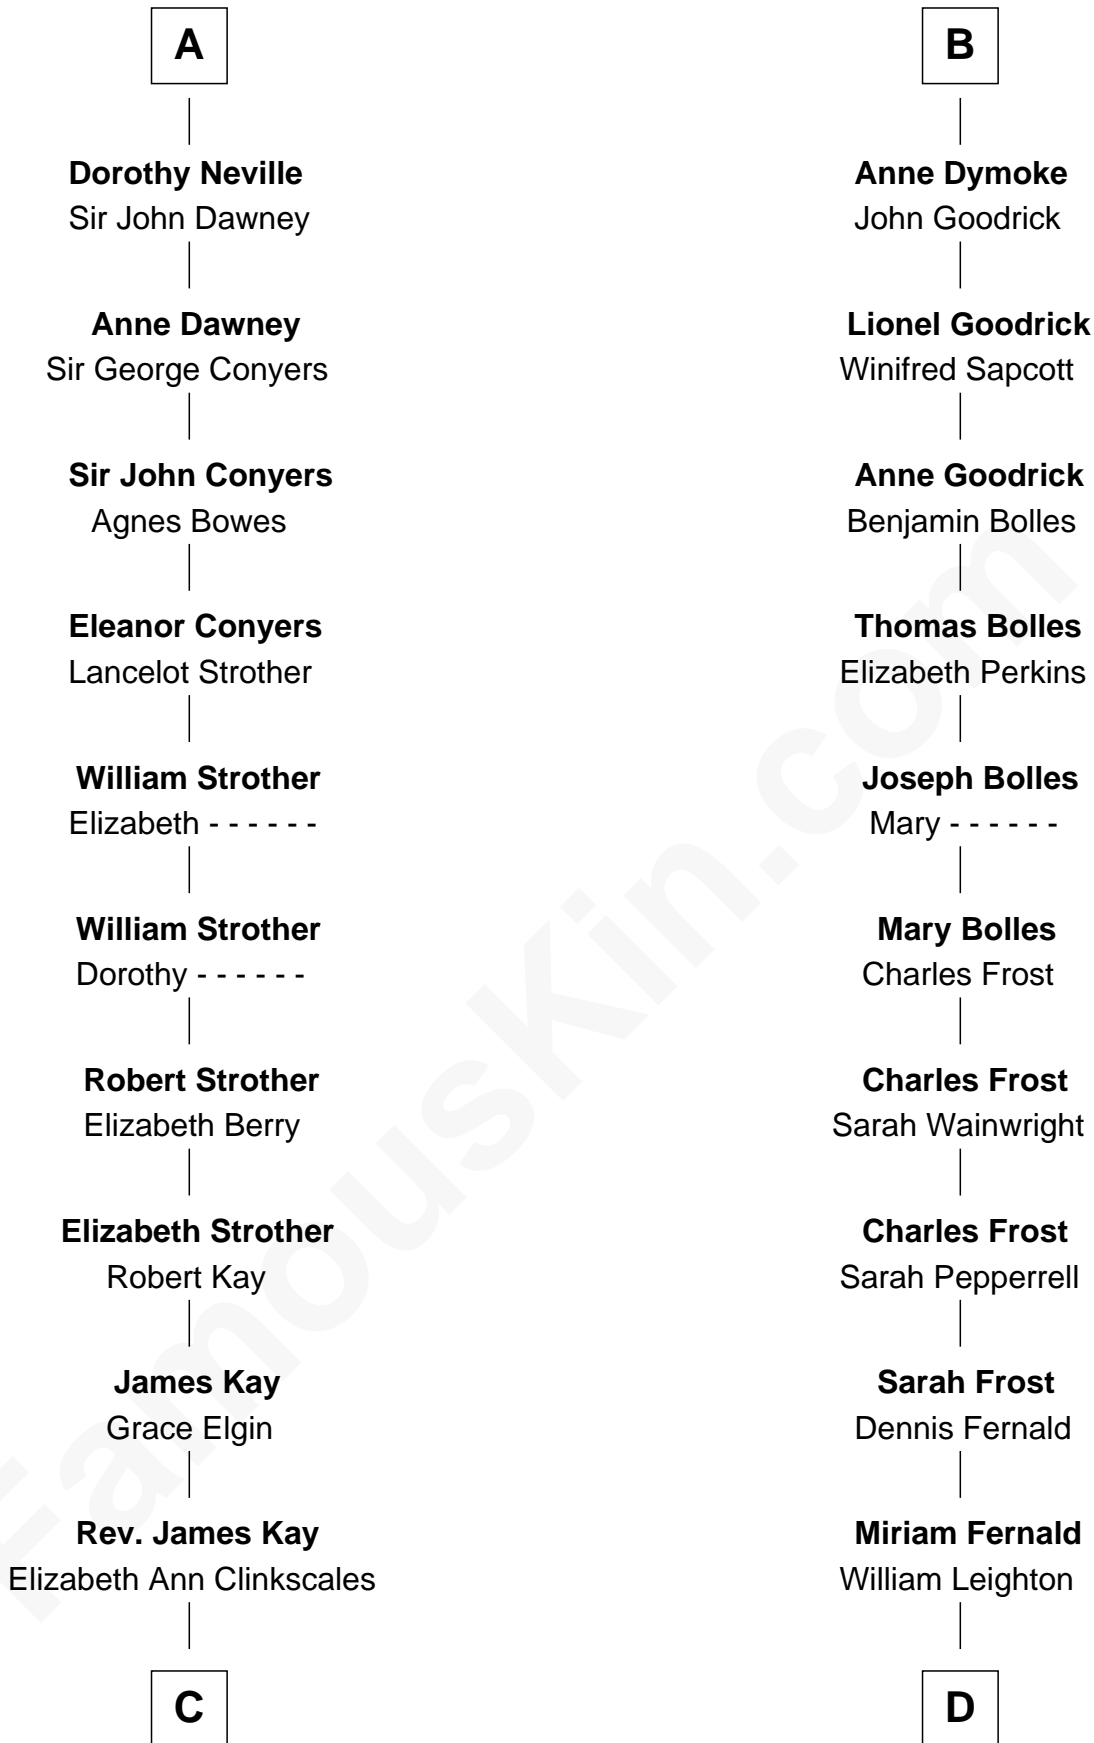 A
Dorothy Neville
Sir John Dawney
Anne Dawney
Sir George Conyers
Sir John Conyers
Agnes Bowes
Eleanor Conyers
Lancelot Strother
William Strother
Elizabeth - - - - - -
William Strother
Dorothy - - - - - -
Robert Strother
Elizabeth Berry
Elizabeth Strother
Robert Kay
James Kay
Grace Elgin
Rev. James Kay
Elizabeth Ann Clinkscales
C
B
Anne Dymoke
John Goodrick
Lionel Goodrick
Winifred Sapcott
Anne Goodrick
Benjamin Bolles
Thomas Bolles
Elizabeth Perkins
Joseph Bolles
Mary - - - - - -
Mary Bolles
Charles Frost
Charles Frost
Sarah Wainwright
Charles Frost
Sarah Pepperrell
Sarah Frost
Dennis Fernald
Miriam Fernald
William Leighton
D
FamousKin.com